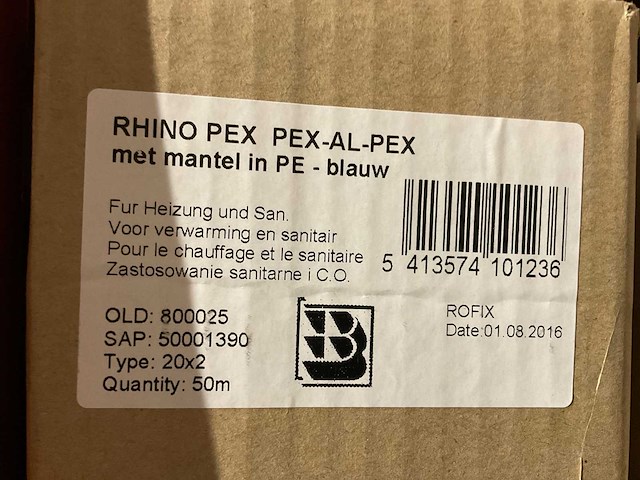 RHINO PEX PEX-AL-PEX
met mantel in PE - blauw
Fur Heizung und San.
Voor verwarming en sanitair
Pour le chauffage et le sanitaire
Zastosowanie sanitarne i C.O.
5 413574 101236
OLD: 800025
SAP: 50001390
Type: 20x2
Quantity: 50m
B
ROFIX
Date:01.08.2016